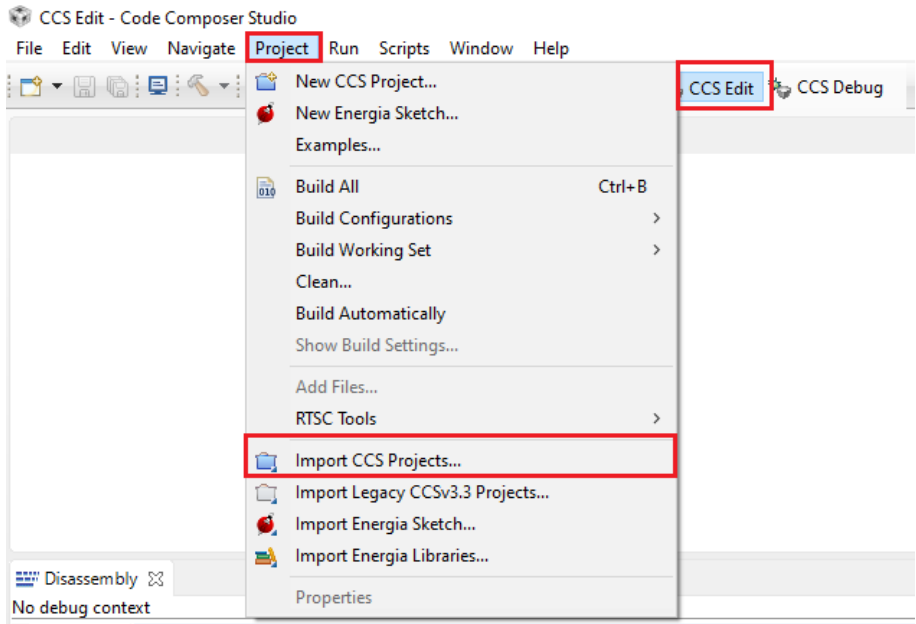 CCS Edit - Code Composer Studio
File Edit View Navigate Project Run Scripts Window Help
CCS Edit CCS Debug
New CCS Project...
New Energia Sketch...
Examples...
010 Build All Ctrl+B
Build Configurations
Build Working Set
Clean...
Build Automatically
Show Build Settings...
Add Files...
RTSC Tools
Import CCS Projects...
Import Legacy CCSv3.3 Projects...
Import Energia Sketch...
Import Energia Libraries...
Properties
Disassembly
No debug context